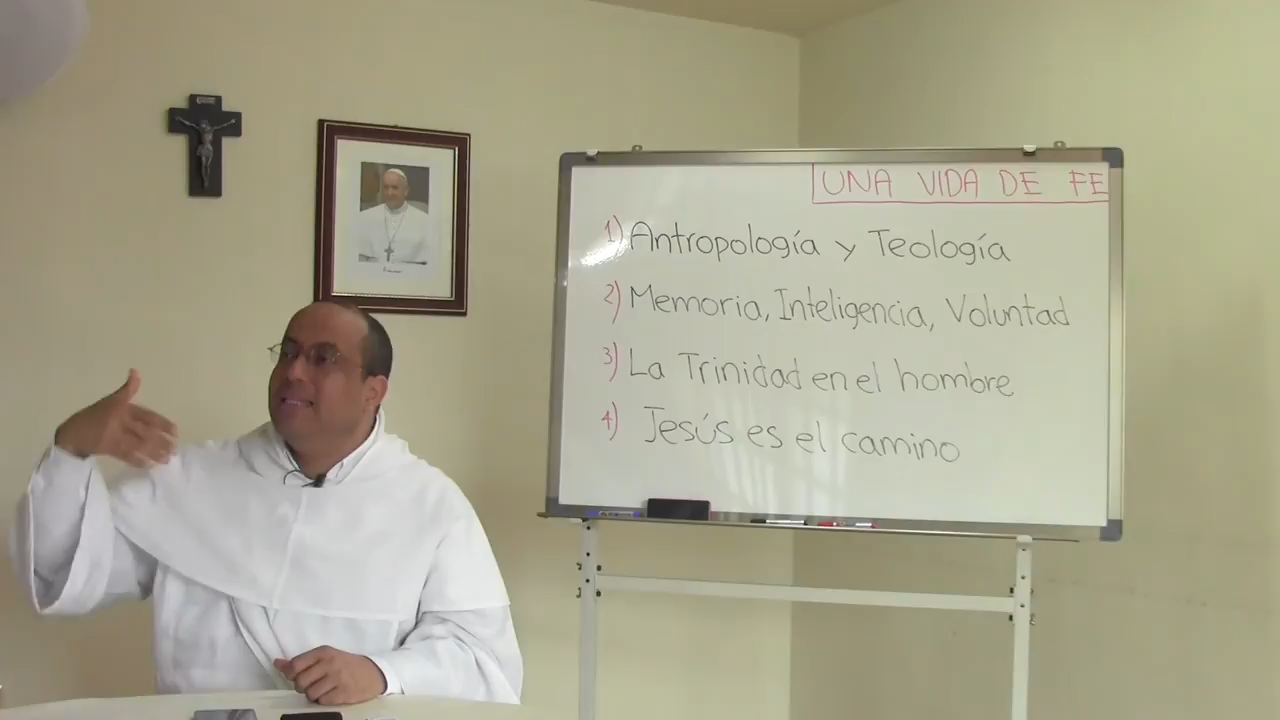 UNA VIDA DE FE
1) Antropología y Teología
2) Memoria, Inteligencia, Voluntad
3) La Trinidad en el hombre
4) Jesús es el camino